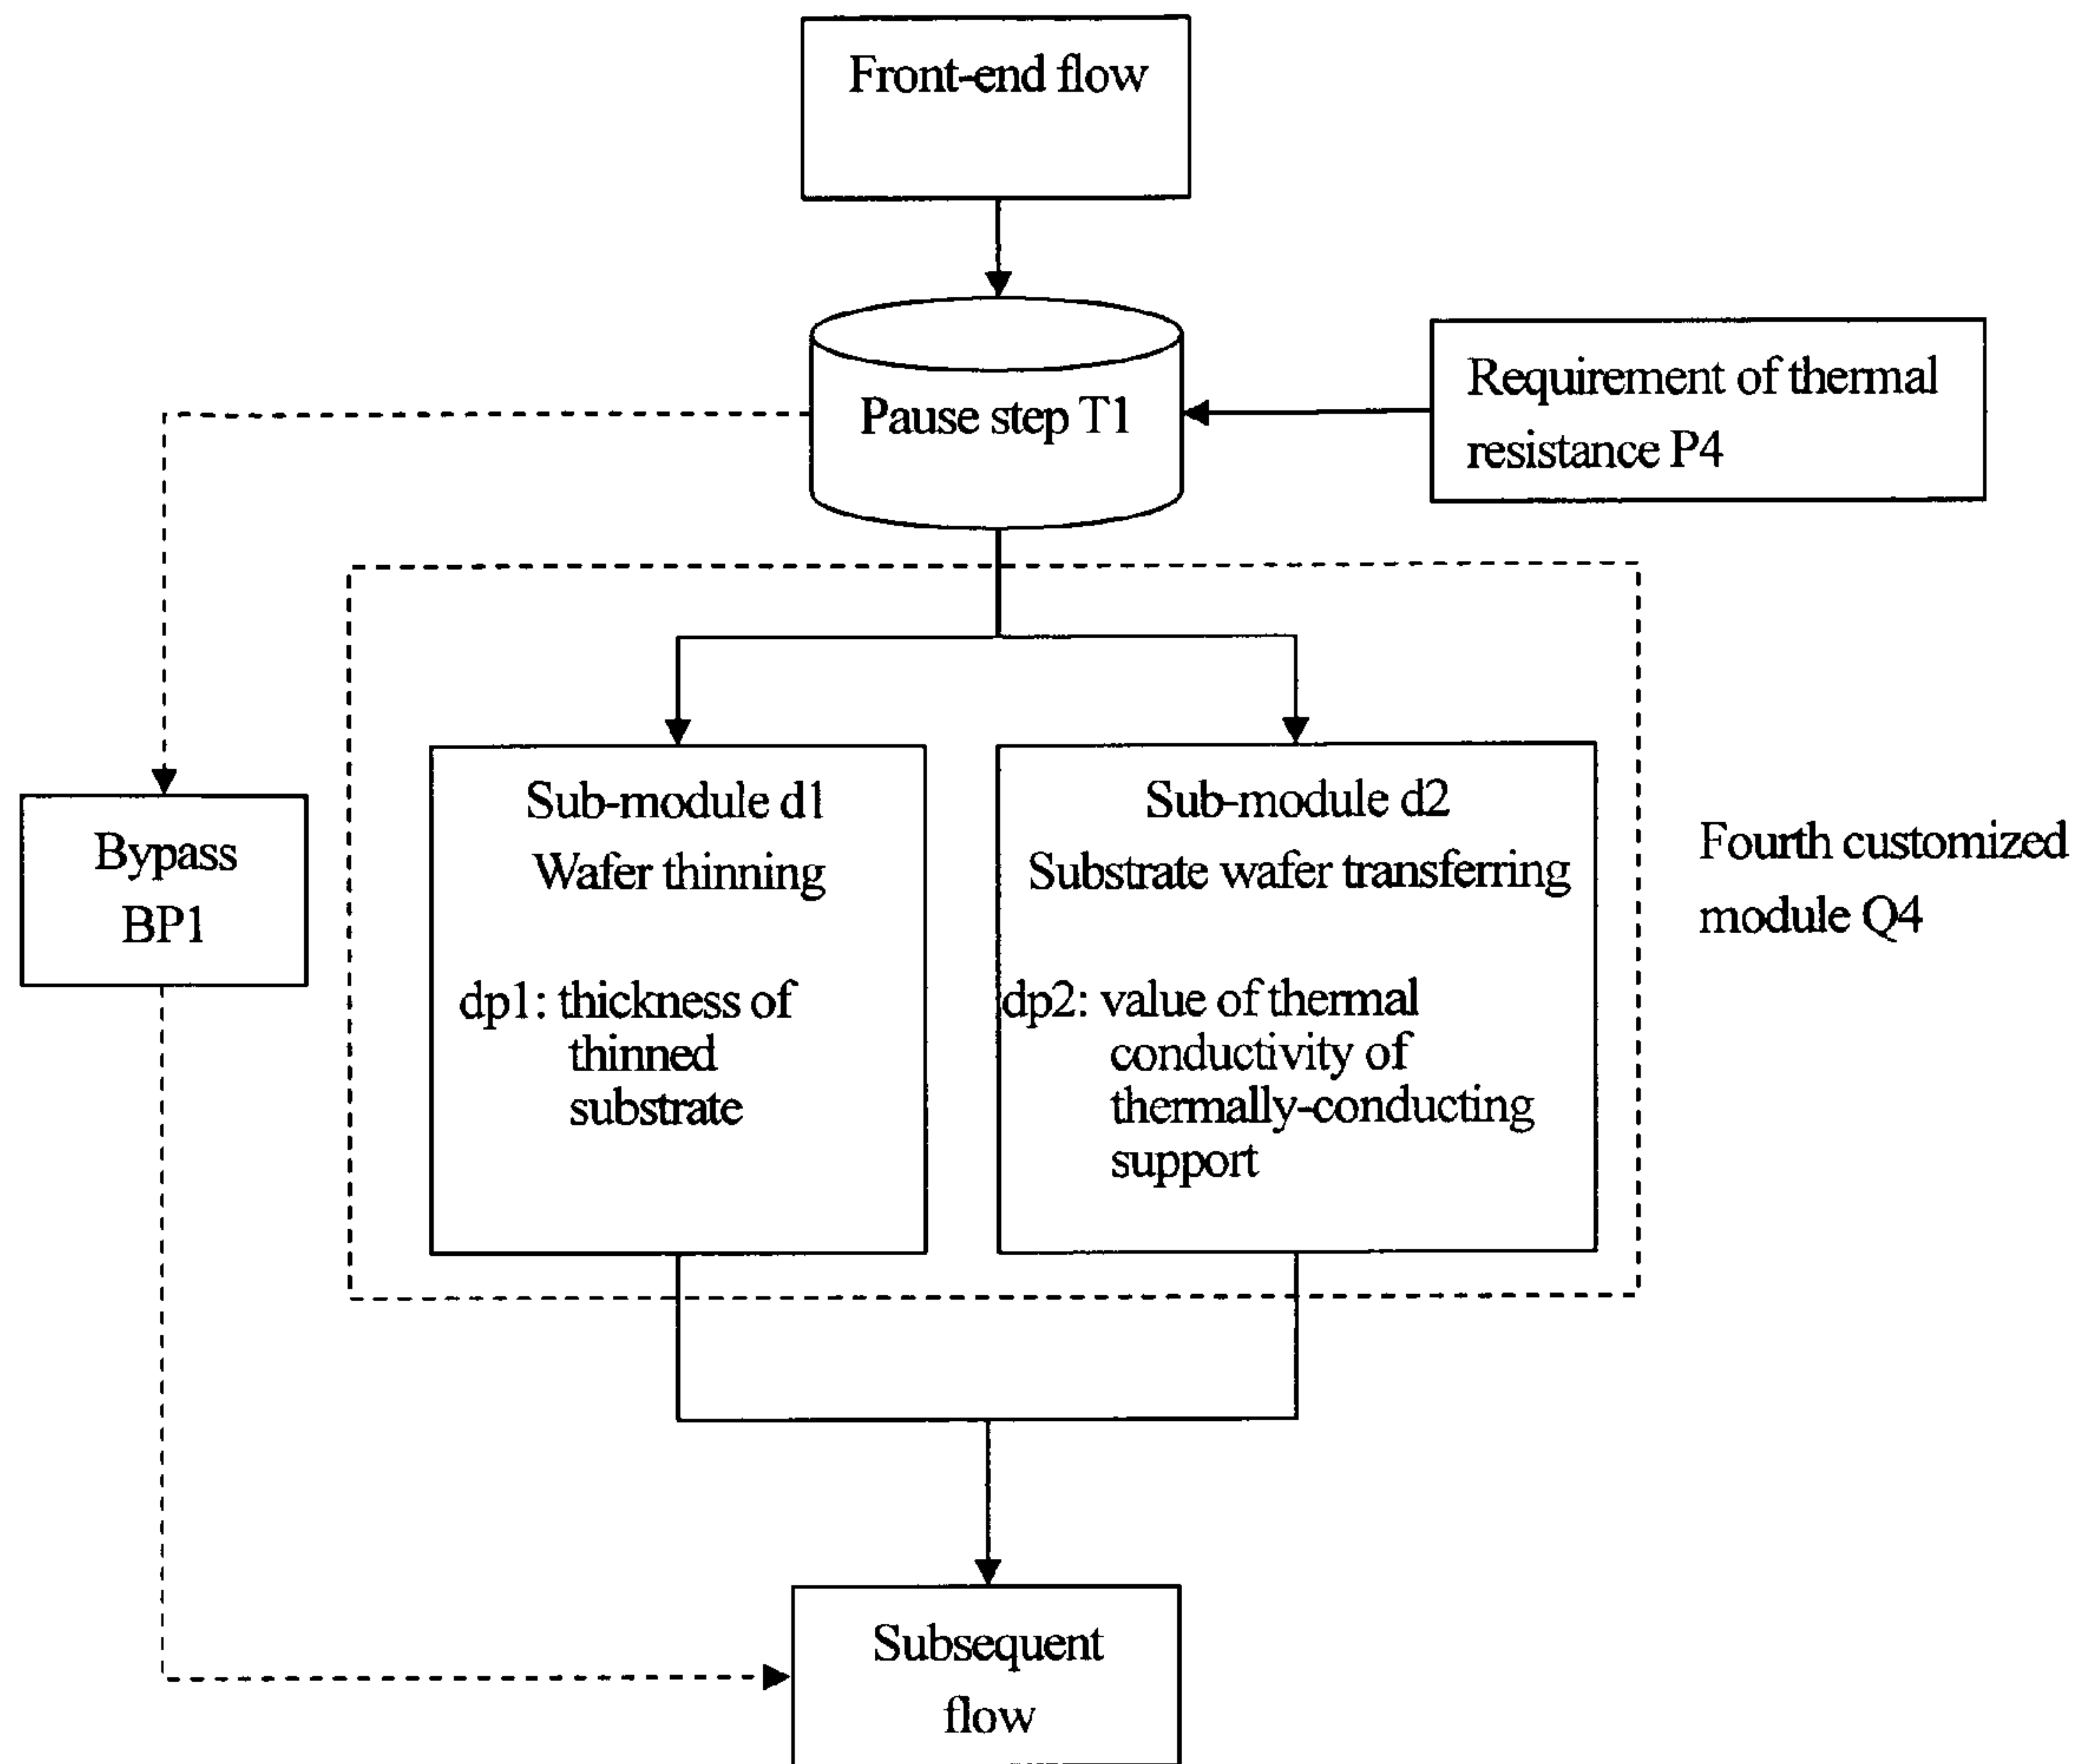 Front-end flow
Pause step T1
Requirement of thermal
resistance P4
Sub-module d1
Wafer thinning
dp1: thickness of
thinned
substrate
Sub-module d2
Substrate wafer transferring
dp2: value of thermal
conductivity of
thermally-conducting
support
Bypass
BP1
Fourth customized
module Q4
Subsequent
flow